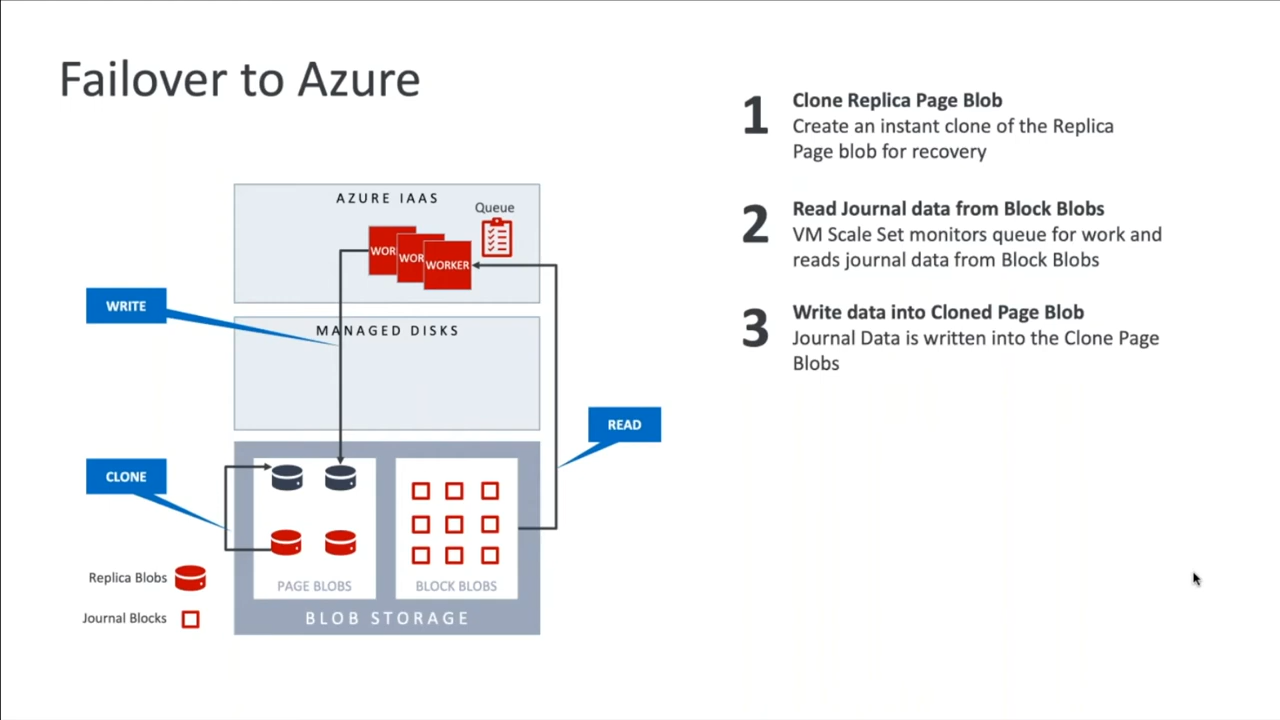 Failover to Azure
1
Clone Replica Page Blob
Create an instant clone of the Replica
Page blob for recovery
2
Read Journal data from Block Blobs
VM Scale Set monitors queue for work and
reads journal data from Block Blobs
3
Write data into Cloned Page Blob
Journal Data is written into the Clone Page
Blobs
AZURE IAAS
Queue
WOR
WOR
WORKER
WRITE
MANAGED DISKS
READ
CLONE
PAGE BLOBS
BLOCK BLOBS
BLOB STORAGE
Replica Blobs
Journal Blocks